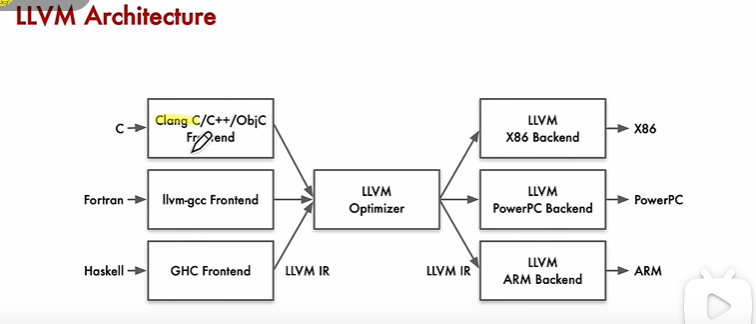 LLVM Architecture
C
Clang C/C++/ObjC
Frontend
LLVM
X86 Backend
X86
Fortran
llvm-gcc Frontend
LLVM
Optimizer
LLVM
PowerPC Backend
PowerPC
Haskell
GHC Frontend
LLVM IR
LLVM IR
LLVM
ARM Backend
ARM